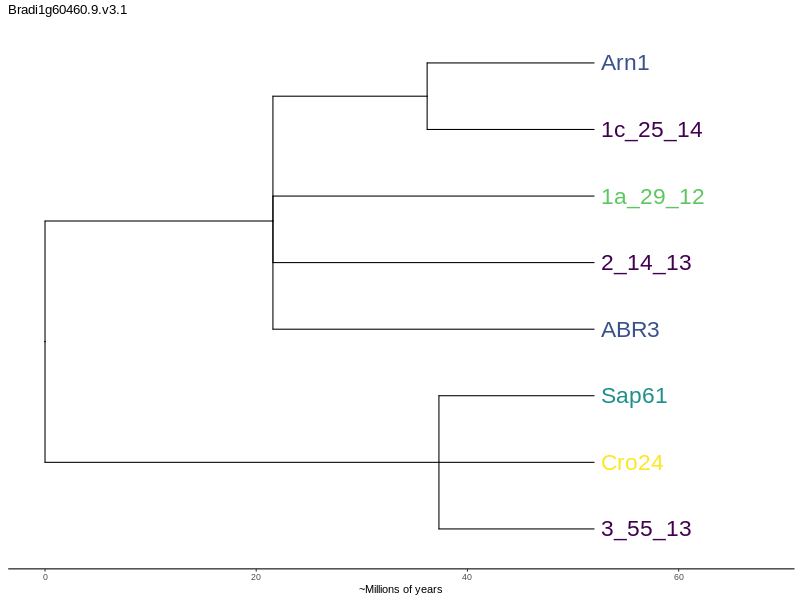 Bradi1g60460.9.v3.1
Arn1
1c_25_14
1a_29_12
2_14_13
ABR3
Sap61
Cro24
3_55_13
0 20 40 60
~Millions of years